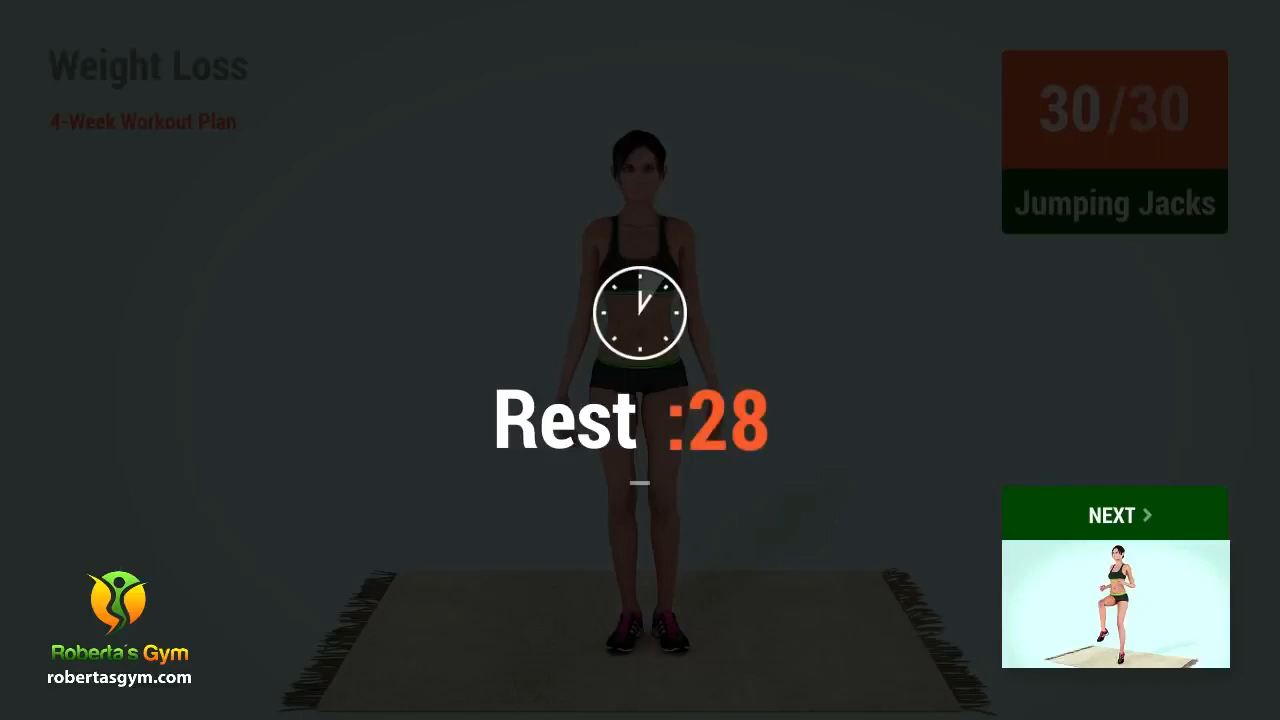 Weight Loss
4-Week Workout Plan
30/30
Jumping Jacks
Rest :28
NEXT >
Roberta's Gym
robertasgym.com